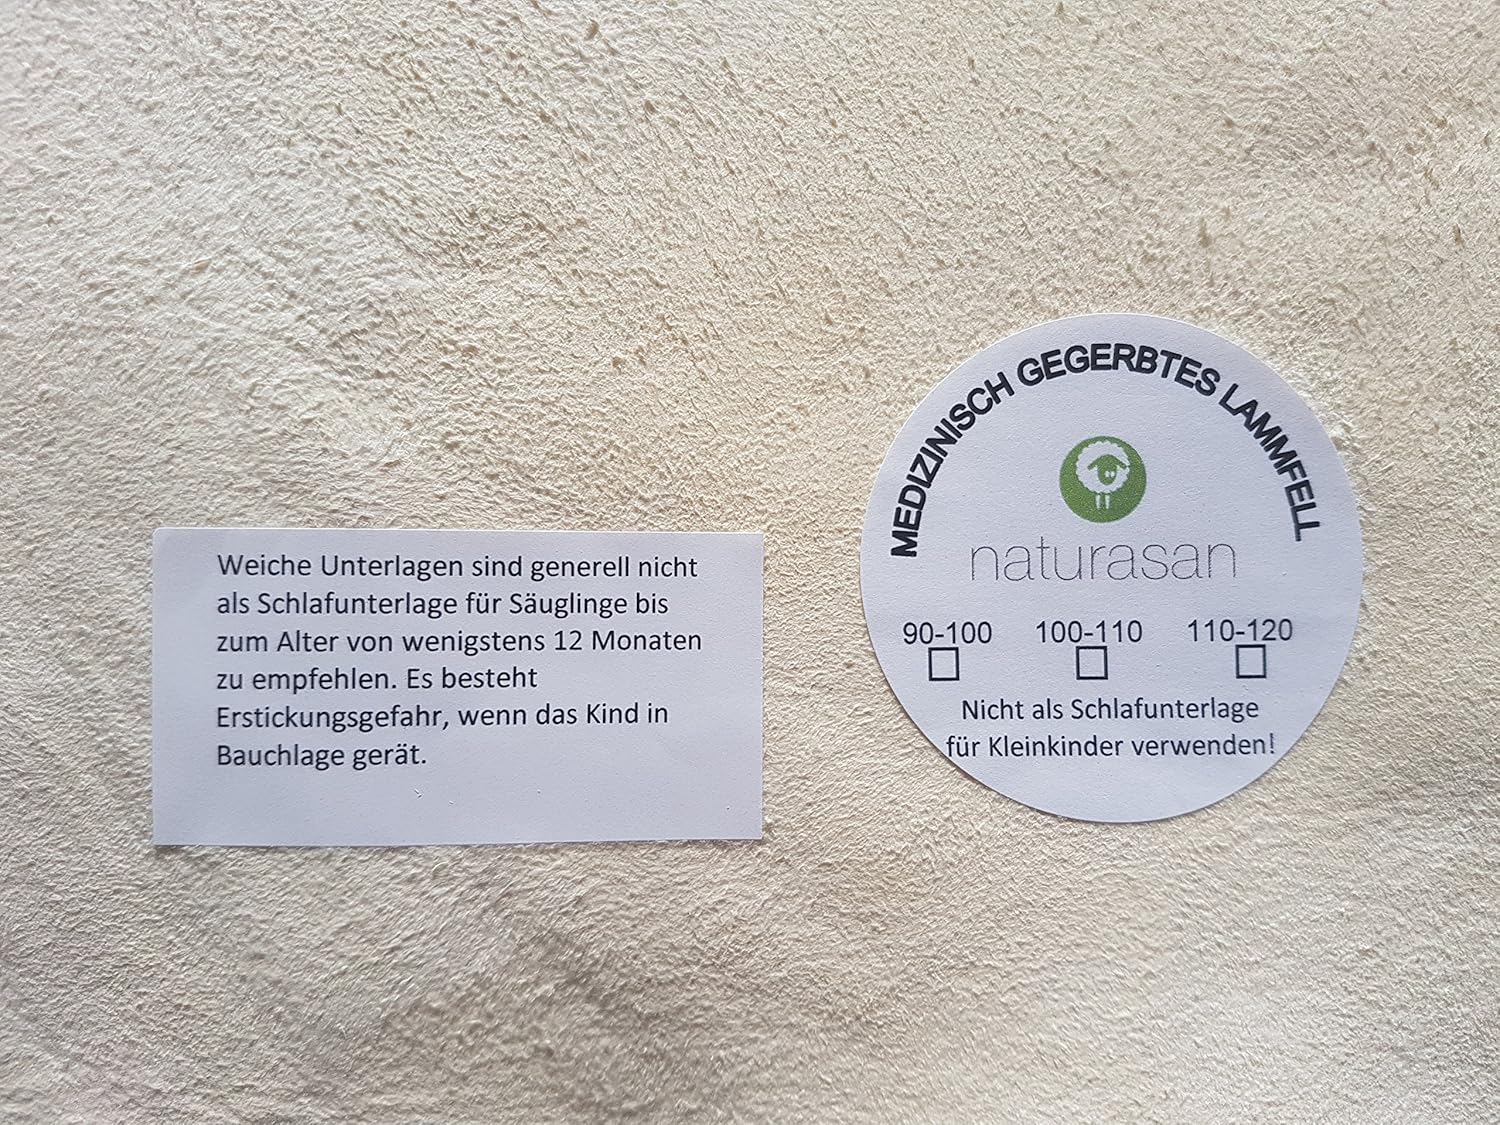 Weiche Unterlagen sind generell nicht
als Schlafunterlage für Säuglinge bis
zum Alter von wenigstens 12 Monaten
zu empfehlen. Es besteht
Erstickungsgefahr, wenn das Kind in
Bauchlage gerät.
MEDIZINISCH GEGERBTES LAMMFELL
naturasan
90-100 100-110 110-120
Nicht als Schlafunterlage
für Kleinkinder verwenden!